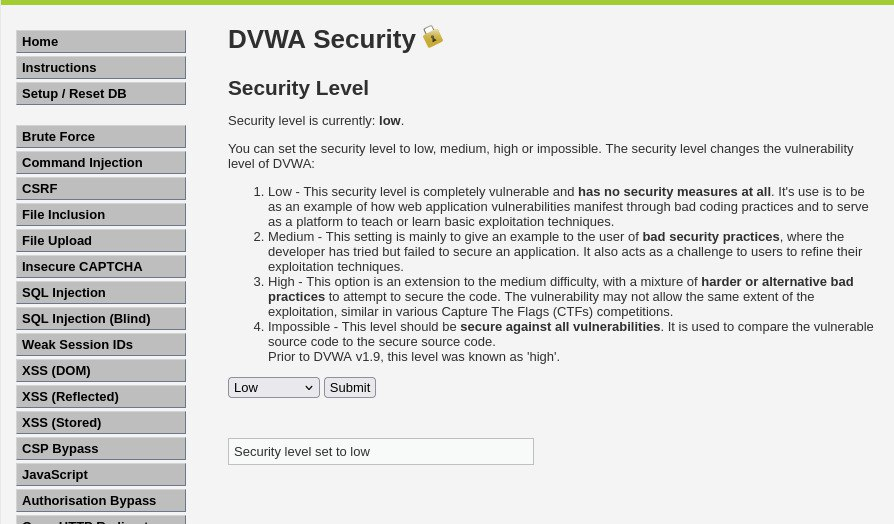 Home
Instructions
Setup / Reset DB
Brute Force
Command Injection
CSRF
File Inclusion
File Upload
Insecure CAPTCHA
SQL Injection
SQL Injection (Blind)
Weak Session IDs
XSS (DOM)
XSS (Reflected)
XSS (Stored)
CSP Bypass
JavaScript
Authorisation Bypass
DVWA Security
Security Level
Security level is currently: low.
You can set the security level to low, medium, high or impossible. The security level changes the vulnerability
level of DVWA:
1. Low - This security level is completely vulnerable and has no security measures at all. It's use is to be
as an example of how web application vulnerabilities manifest through bad coding practices and to serve
as a platform to teach or learn basic exploitation techniques.
2. Medium - This setting is mainly to give an example to the user of bad security practices, where the
developer has tried but failed to secure an application. It also acts as a challenge to users to refine their
exploitation techniques.
3. High - This option is an extension to the medium difficulty, with a mixture of harder or alternative bad
practices to attempt to secure the code. The vulnerability may not allow the same extent of the
exploitation, similar in various Capture The Flags (CTFs) competitions.
4. Impossible - This level should be secure against all vulnerabilities. It is used to compare the vulnerable
source code to the secure source code.
Prior to DVWA v1.9, this level was known as 'high'.
Low Submit
Security level set to low